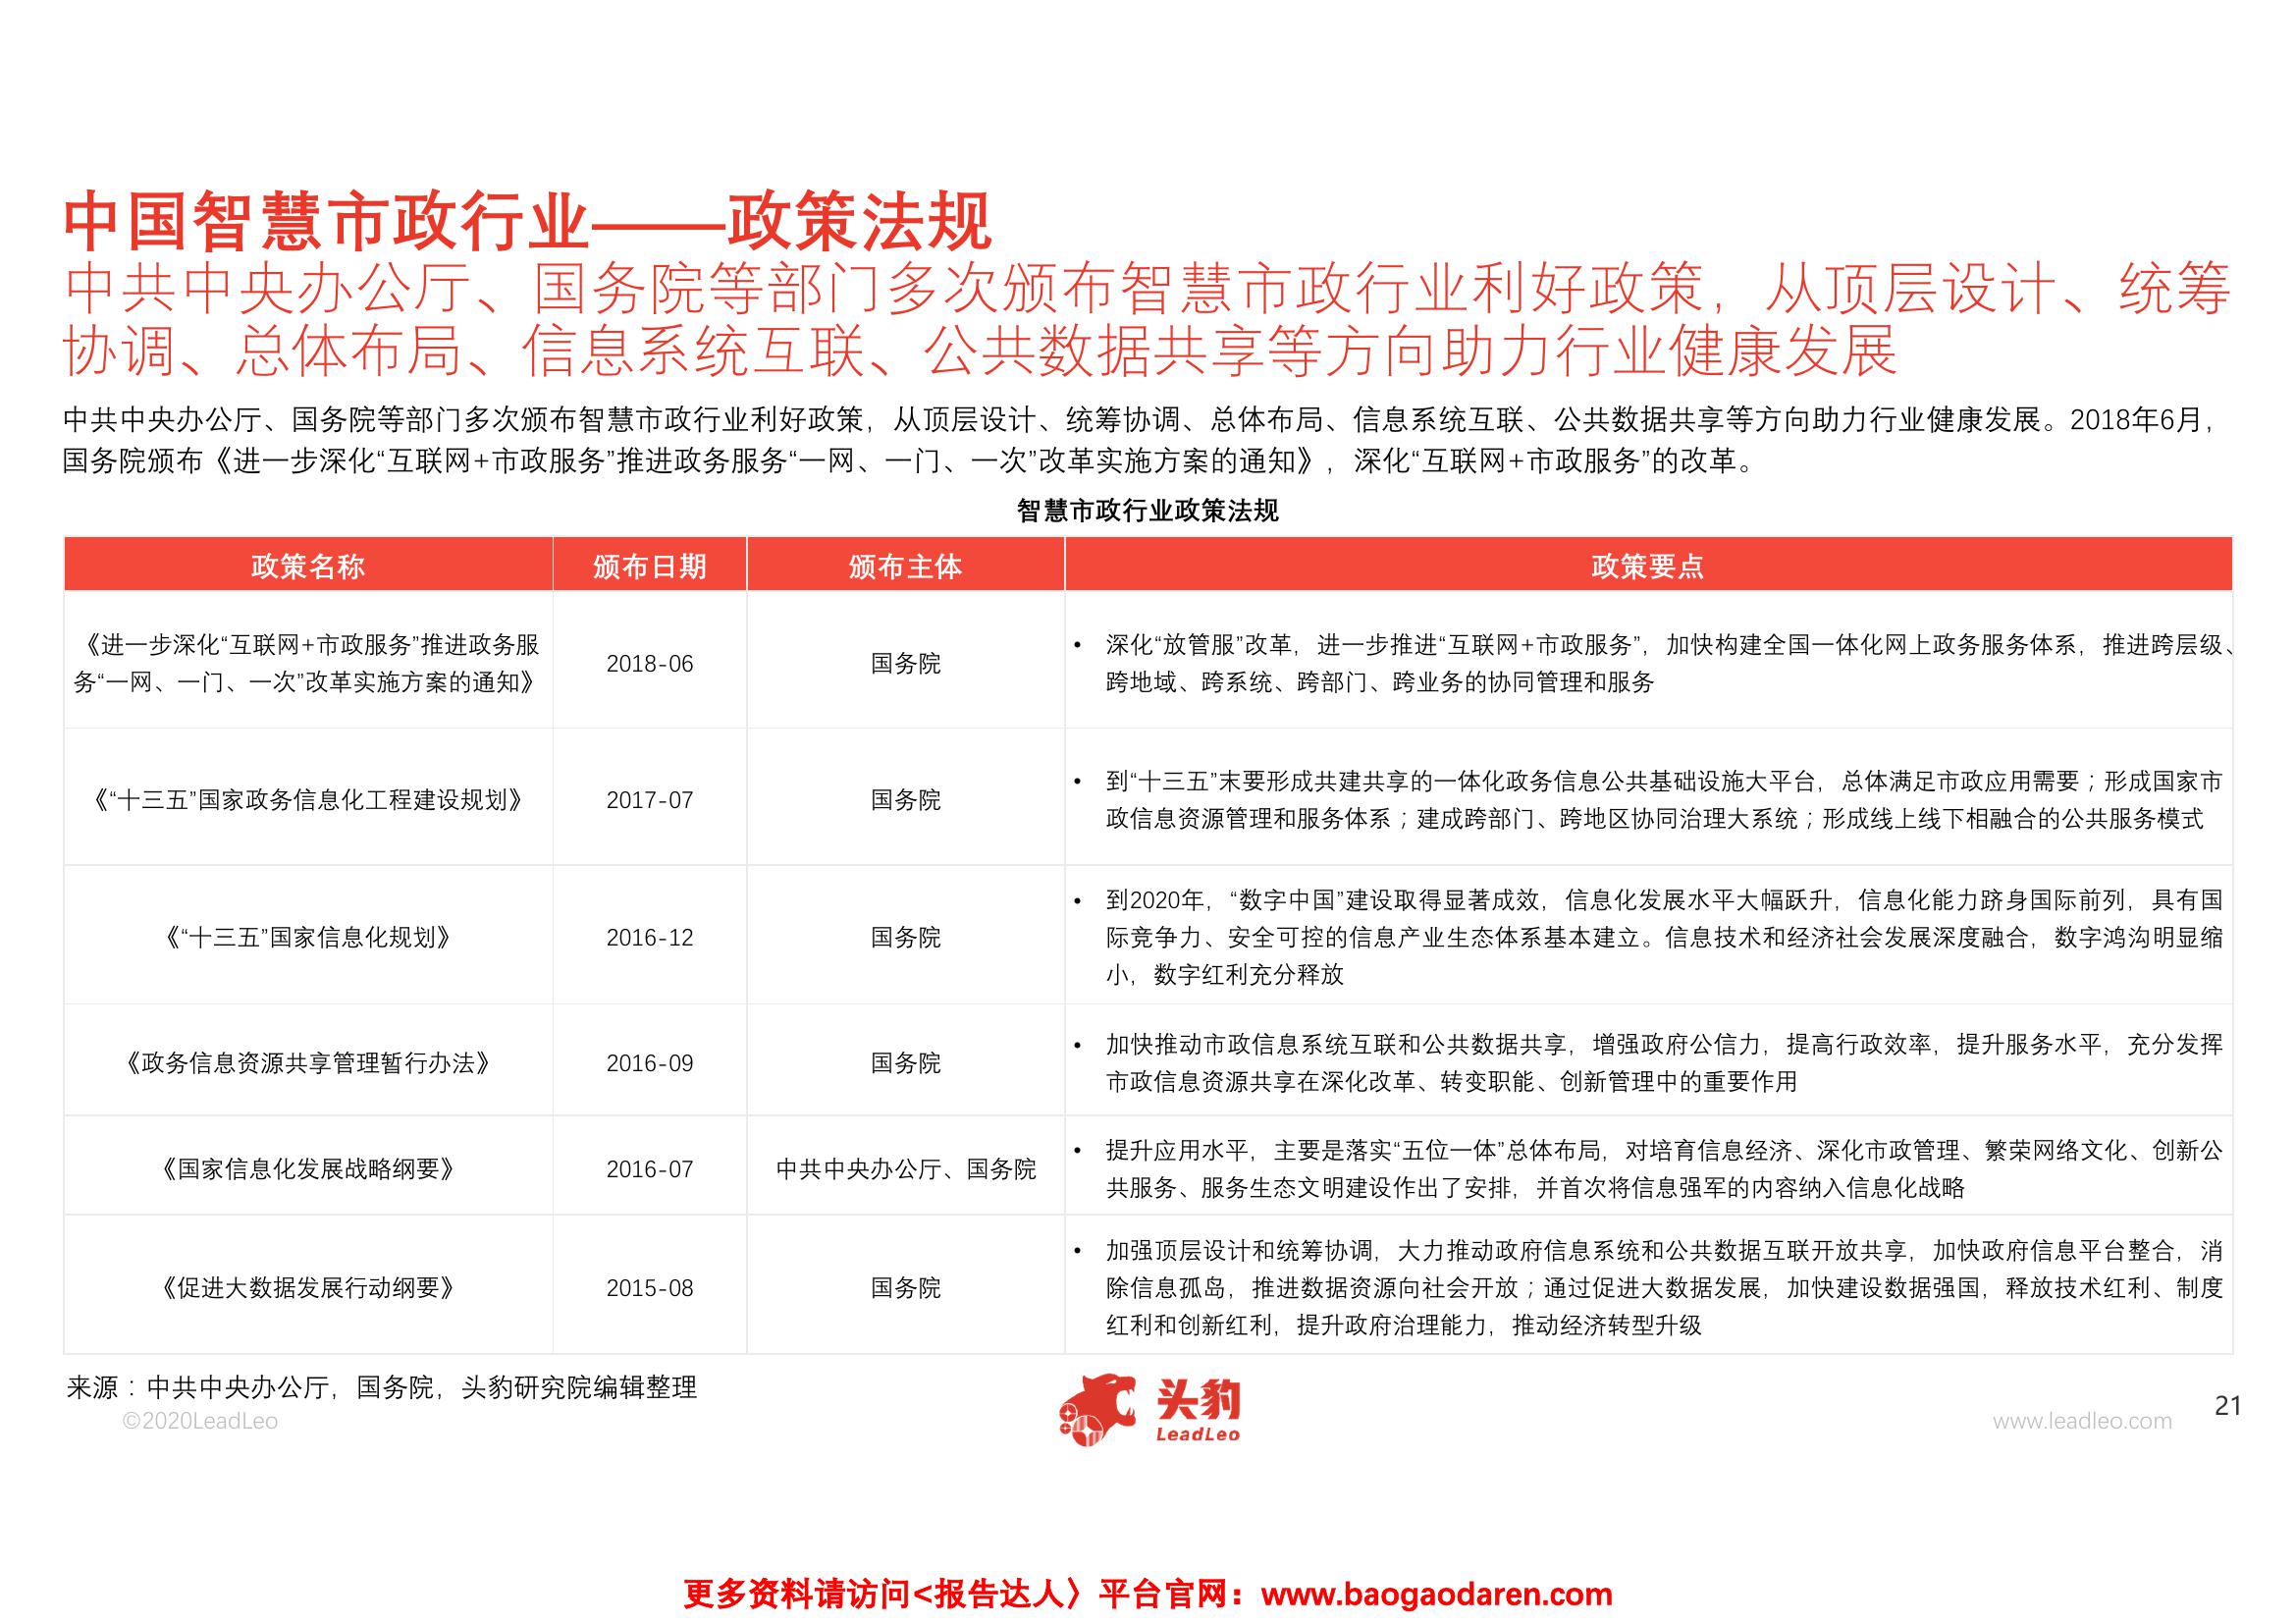 中国智慧市政行业——政策法规
中共中央办公厅、国务院等部门多次颁布智慧市政行业利好政策，从顶层设计、统筹
协调、总体布局、信息系统互联、公共数据共享等方向助力行业健康发展
中共中央办公厅、国务院等部门多次颁布智慧市政行业利好政策，从顶层设计、统筹协调、总体布局、信息系统互联、公共数据共享等方向助力行业健康发展。2018年6月，
国务院颁布《进一步深化“互联网+市政服务”推进政务服务“一网、一门、一次”改革实施方案的通知》，深化“互联网+市政服务”的改革。
智慧市政行业政策法规
政策名称 颁布日期 颁布主体 政策要点
《进一步深化“互联网+市政服务”推进政务服
务“一网、一门、一次”改革实施方案的通知》
2018-06
国务院
• 深化“放管服”改革，进一步推进“互联网+市政服务”，加快构建全国一体化网上政务服务体系，推进跨层级、
跨地域、跨系统、跨部门、跨业务的协同管理和服务
《“十三五”国家政务信息化工程建设规划》
2017-07
国务院
• 到“十三五”末要形成共建共享的一体化政务信息公共基础设施大平台，总体满足市政应用需要；形成国家市
政信息资源管理和服务体系；建成跨部门、跨地区协同治理大系统；形成线上线下相融合的公共服务模式
《“十三五”国家信息化规划》
2016-12
国务院
• 到2020年，“数字中国”建设取得显著成效，信息化发展水平大幅跃升，信息化能力跻身国际前列，具有国
际竞争力、安全可控的信息产业生态体系基本建立。信息技术和经济社会发展深度融合，数字鸿沟明显缩
小，数字红利充分释放
《政务信息资源共享管理暂行办法》
2016-09
国务院
• 加快推动市政信息系统互联和公共数据共享，增强政府公信力，提高行政效率，提升服务水平，充分发挥
市政信息资源共享在深化改革、转变职能、创新管理中的重要作用
《国家信息化发展战略纲要》
2016-07
中共中央办公厅、国务院
• 提升应用水平，主要是落实“五位一体”总体布局，对培育信息经济、深化市政管理、繁荣网络文化、创新公
共服务、服务生态文明建设作出了安排，并首次将信息强军的内容纳入信息化战略
《促进大数据发展行动纲要》
2015-08
国务院
• 加强顶层设计和统筹协调，大力推动政府信息系统和公共数据互联开放共享，加快政府信息平台整合，消
除信息孤岛，推进数据资源向社会开放；通过促进大数据发展，加快建设数据强国，释放技术红利、制度
红利和创新红利，提升政府治理能力，推动经济转型升级
来源：中共中央办公厅，国务院，头豹研究院编辑整理
©2020LeadLeo
头豹
LeadLeo
www.leadleo.com
21
更多资料请访问<报告达人〉平台官网：www.baogaodaren.com